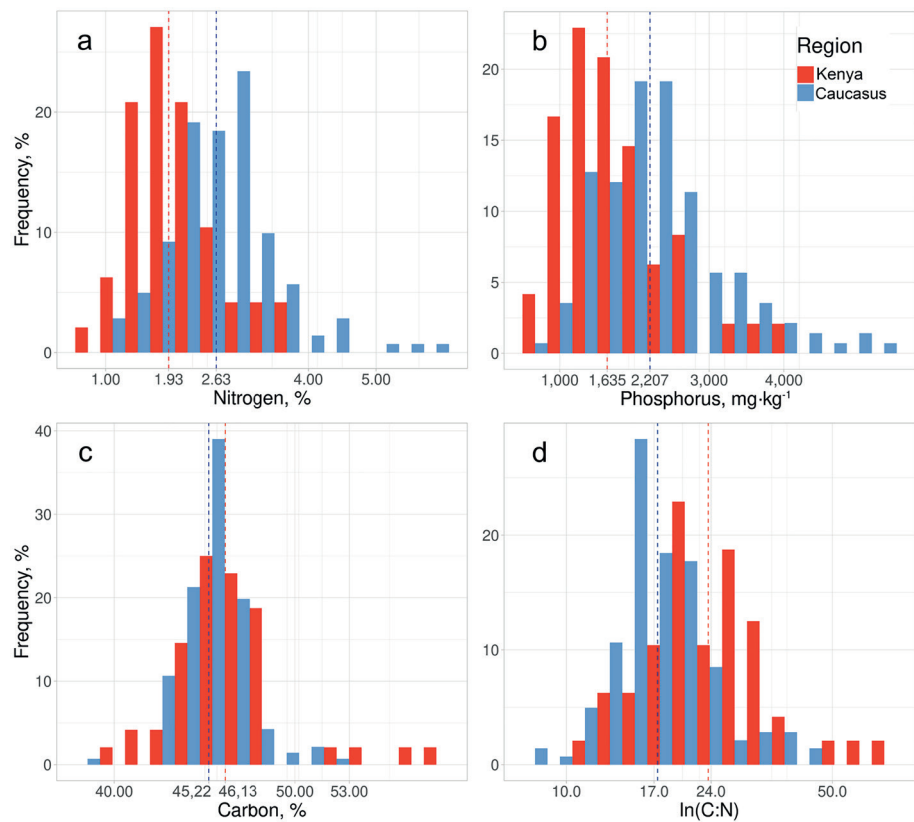 a
Frequency, %
20
10
0
1.00 1.93 2.63 4.00 5.00
Nitrogen, %
b
Region
Kenya
Caucasus
20
15
10
5
0
1,000 1,635 2,207 3,000 4,000
Phosphorus, mg·kg⁻¹
c
Frequency, %
40
30
20
10
0
40.00 45,22 46,13 50.00 53.00
Carbon, %
d
20
10
0
10.0 17.0 24.0 50.0
ln(C:N)